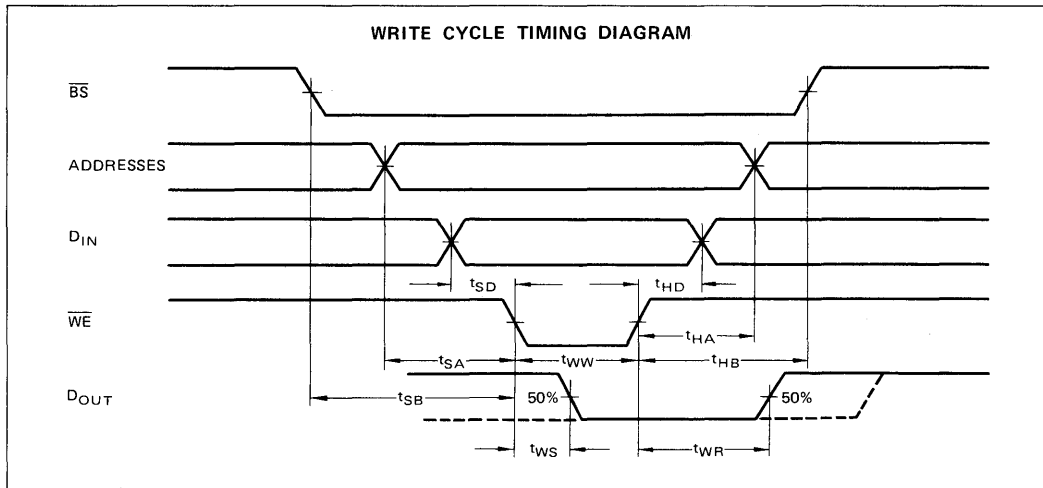 WRITE CYCLE TIMING DIAGRAM
BS
ADDRESSES
DIN
tSD
tHD
WE
tHA
tSA
tWW
tHB
DOUT
tSB
50%
50%
tWS
tWR